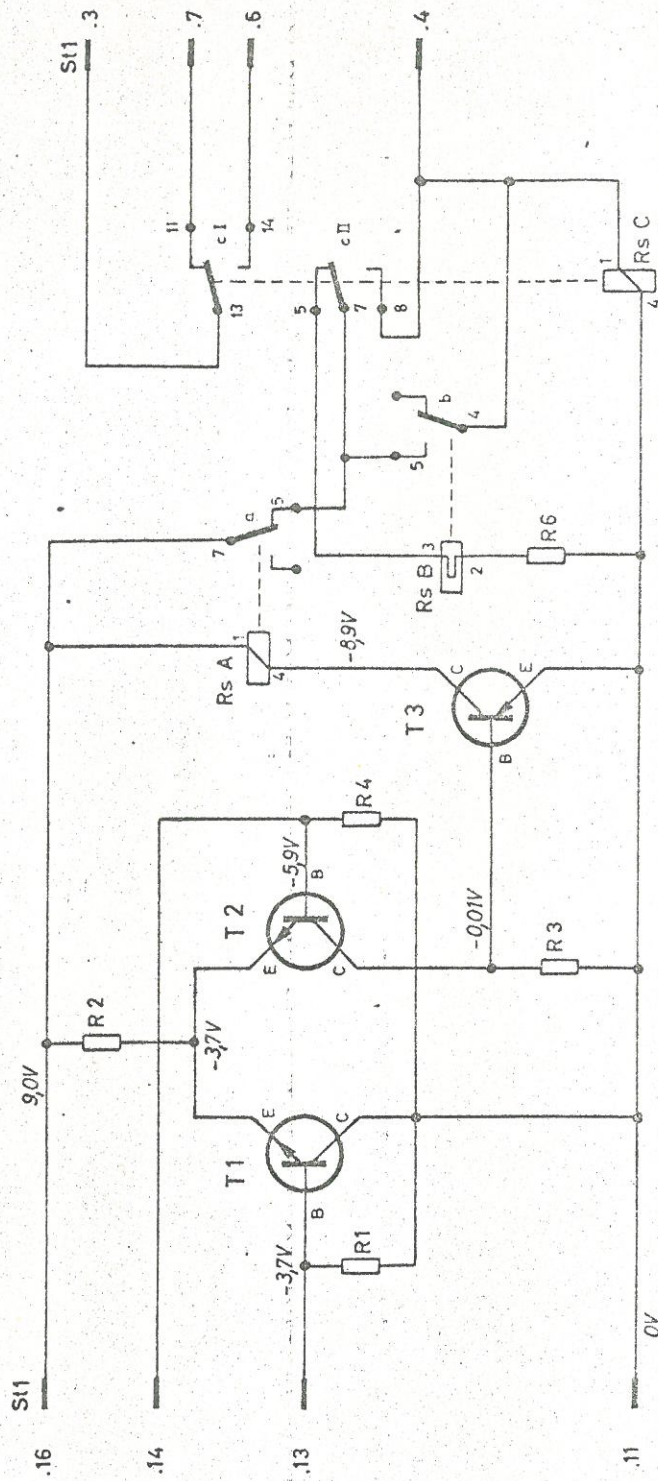 St1
.16
.14
.13
.11
9,0V
0V
-3,7V
R1
B
T1
E
C
R2
-3,7V
T2
E
C
B
-5,9V
R4
-0,01V
R3
T3
B
C
E
-8,9V
Rs A
1
4
7
a
5
Rs B
3
2
R6
5
b
4
13
c I
11
14
5
c II
7
8
Rs C
1
4
St1
.3
.7
.6
.4